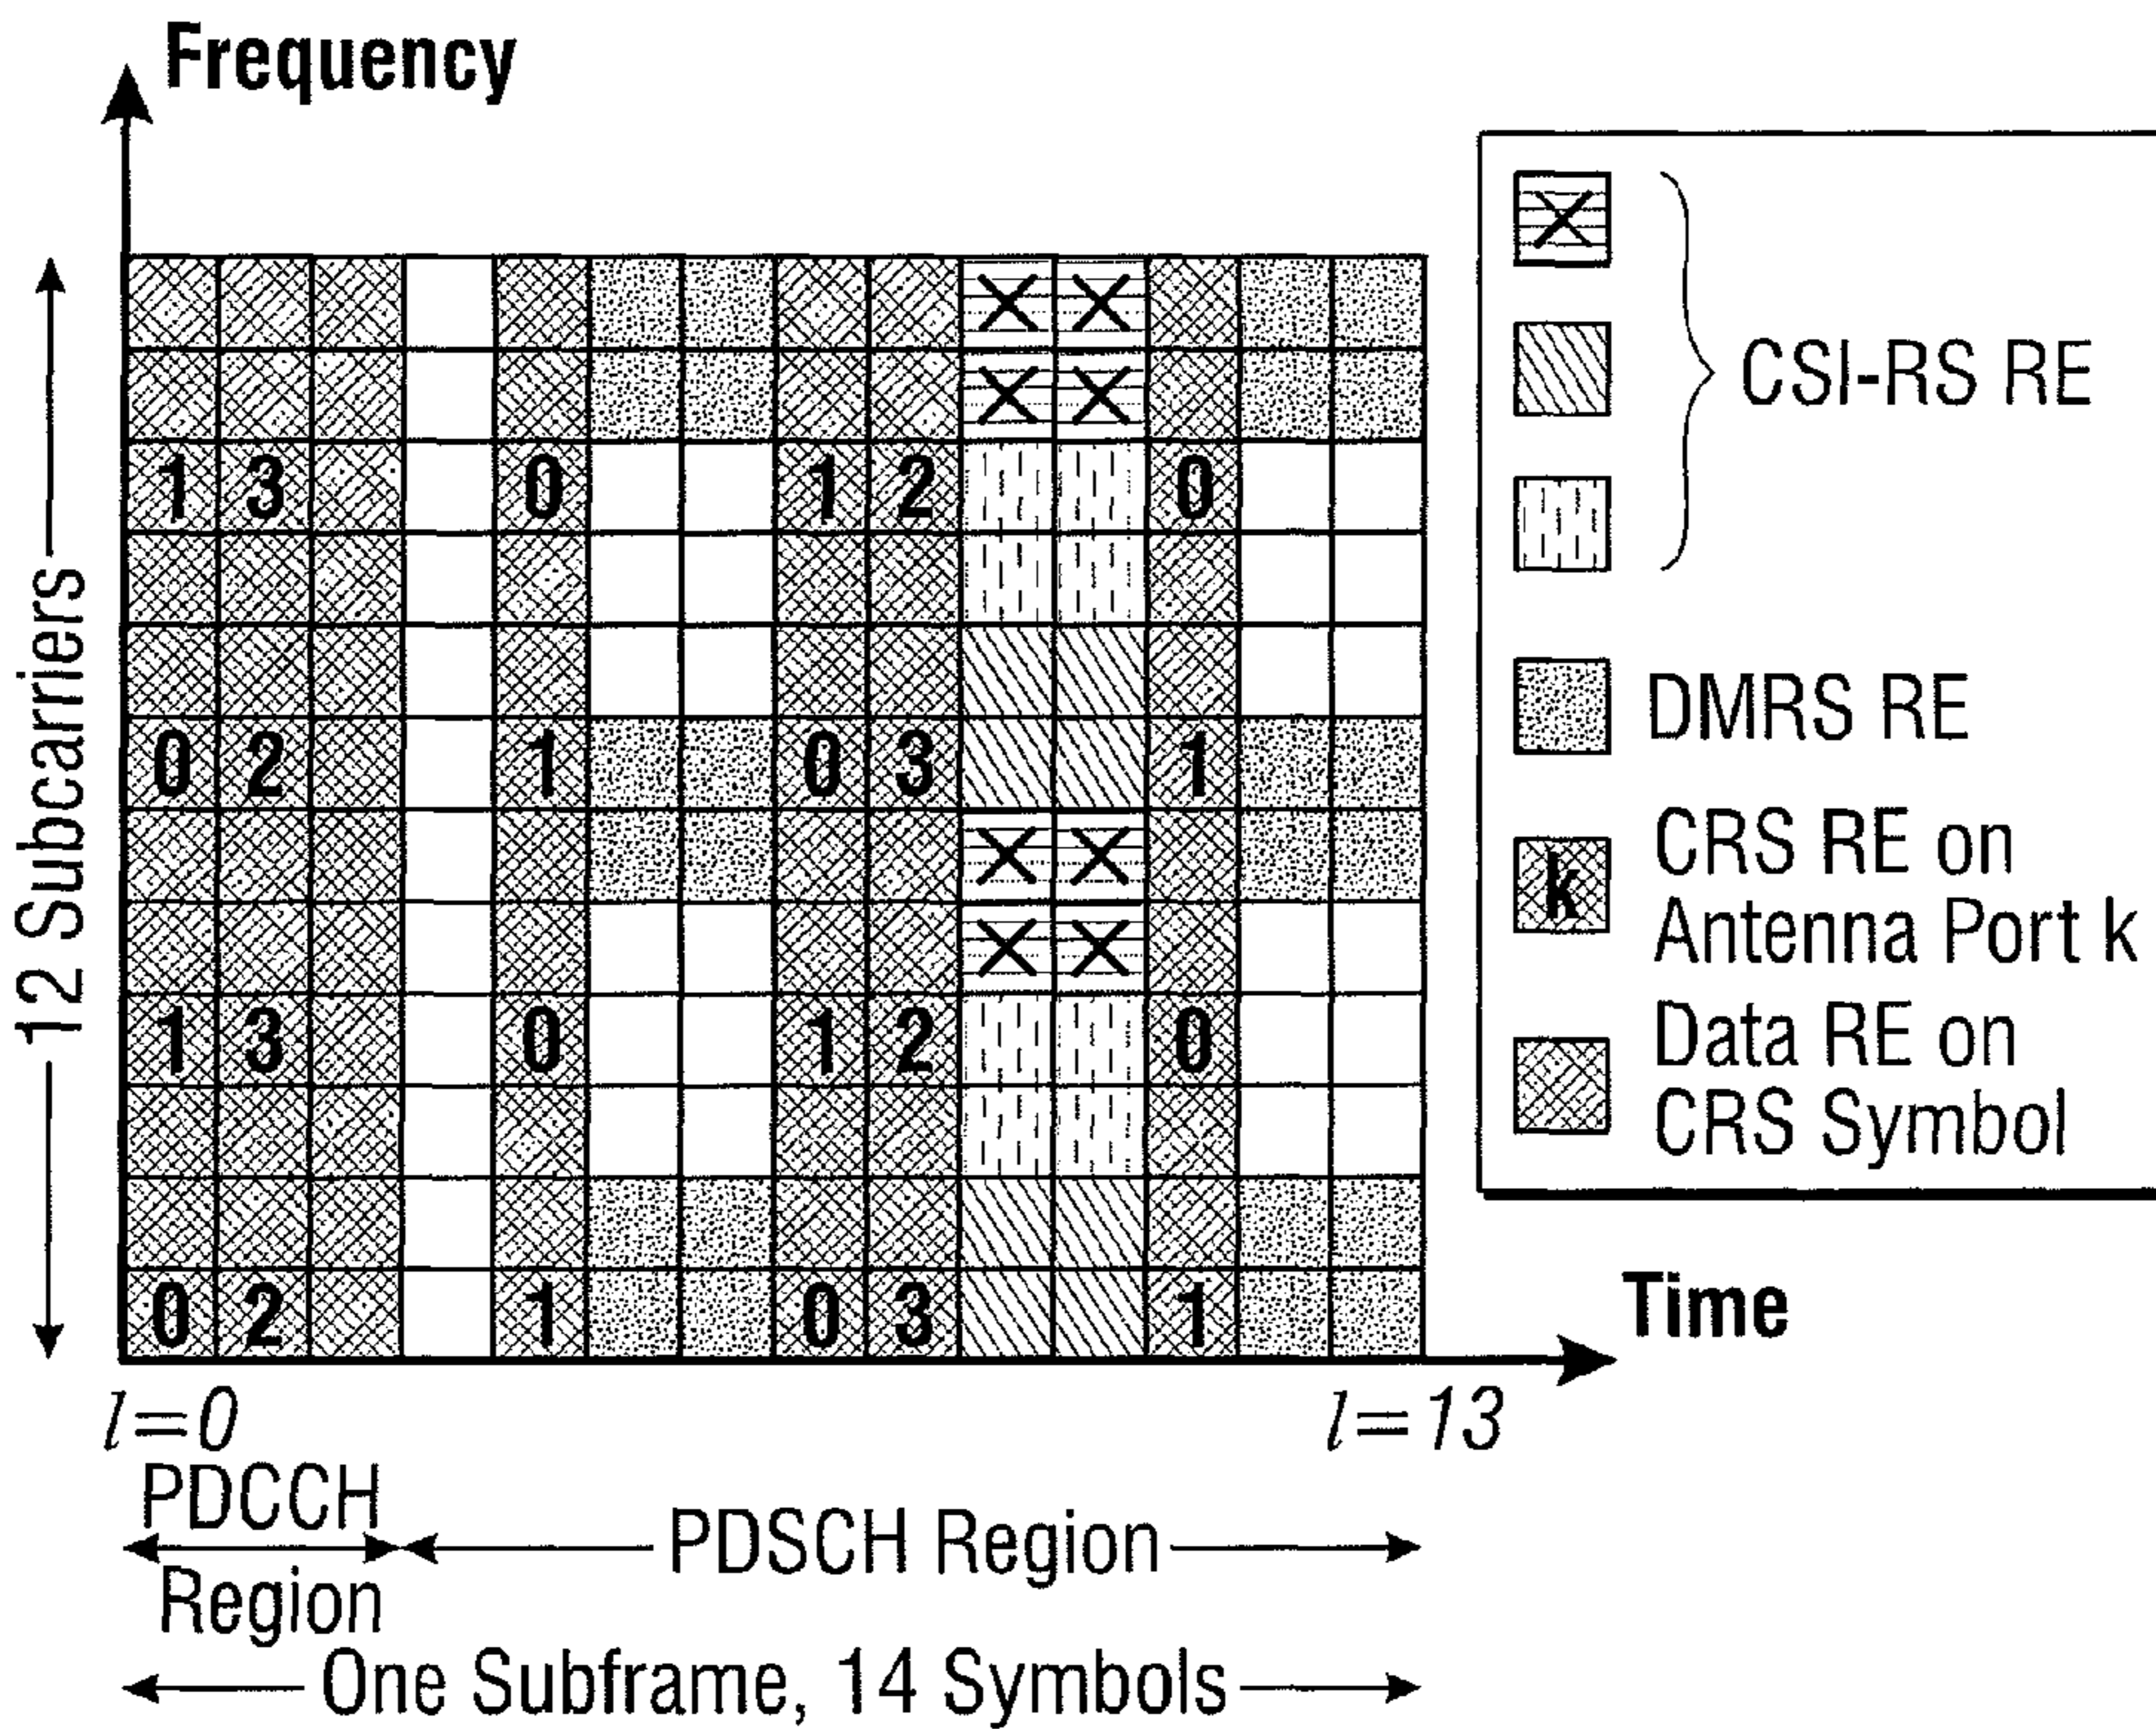 Frequency
12 Subcarriers
1 3 0 1 2 0
0 2 1 0 3 1
1 3 0 1 2 0
0 2 1 0 3 1
l=0
l=13
Time
PDCCH
Region
PDSCH Region
One Subframe, 14 Symbols
CSI-RS RE
DMRS RE
k
CRS RE on
Antenna Port k
Data RE on
CRS Symbol